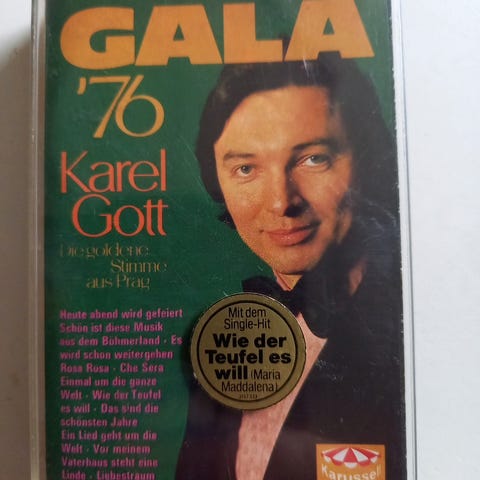 GALA
'76
Karel
Gott
Die goldene
Stimme
aus Prag
Heute abend wird gefeiert
Schön ist diese Musik
aus dem Böhmerland · Es
wird schon weitergehen
Rosa Rosa · Che Sera
Einmal um die ganze
Welt · Wie der Teufel
es will · Das sind die
schönsten Jahre
Ein Lied geht um die
Welt · Vor meinem
Vaterhaus steht eine
Linde · Liebestraum
Mit dem
Single-Hit
Wie der
Teufel es
will (Maria
Maddalena)
Karussell